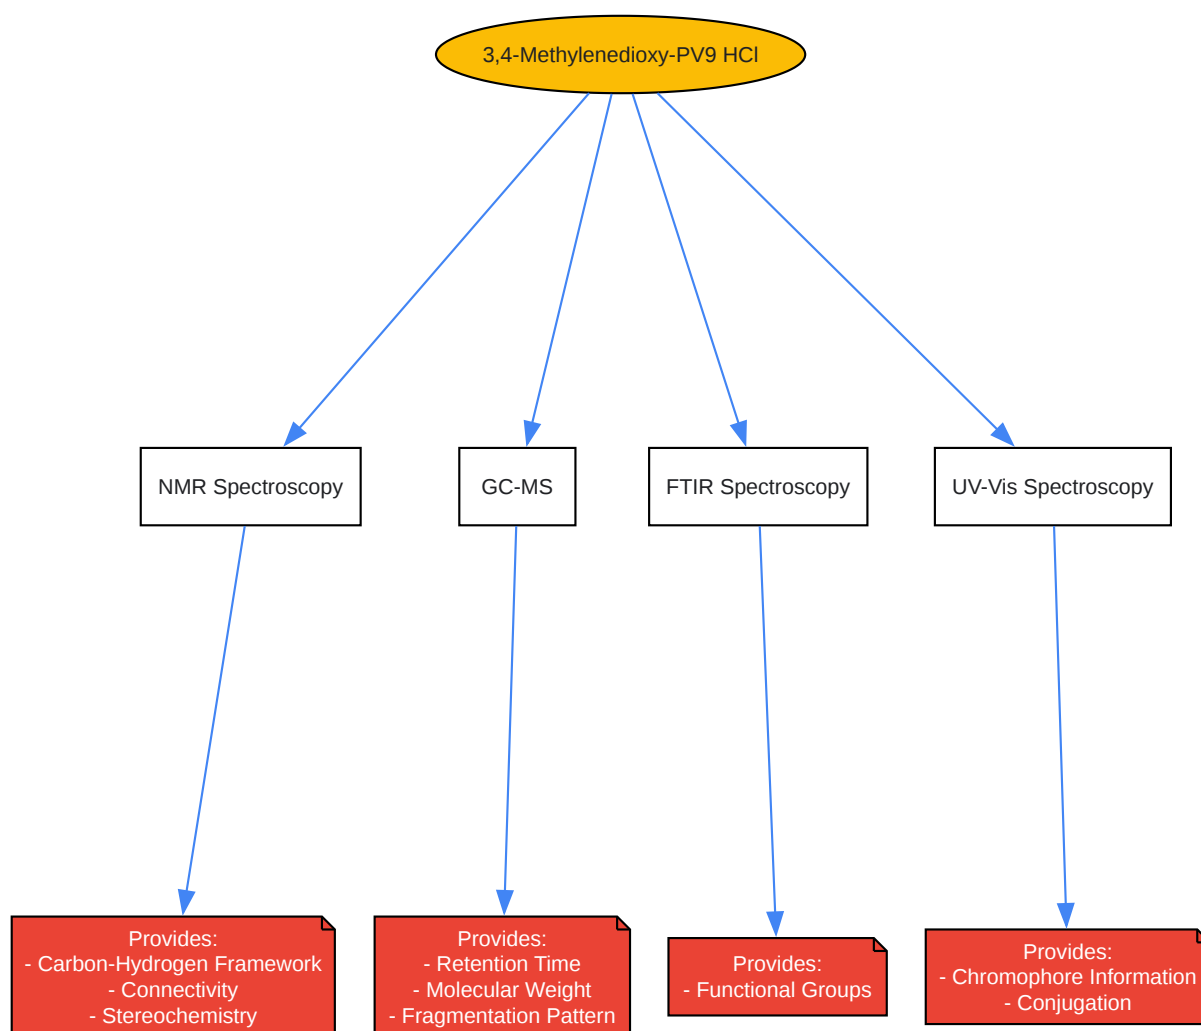 3,4-Methylenedioxy-PV9 HCl
NMR Spectroscopy
GC-MS
FTIR Spectroscopy
UV-Vis Spectroscopy
Provides:
- Carbon-Hydrogen Framework
- Connectivity
- Stereochemistry
Provides:
- Retention Time
- Molecular Weight
- Fragmentation Pattern
Provides:
- Functional Groups
Provides:
- Chromophore Information
- Conjugation